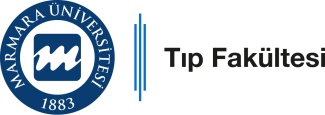 MARMARA ÜNİVERSİTESİ
m
1883
Tıp Fakültesi